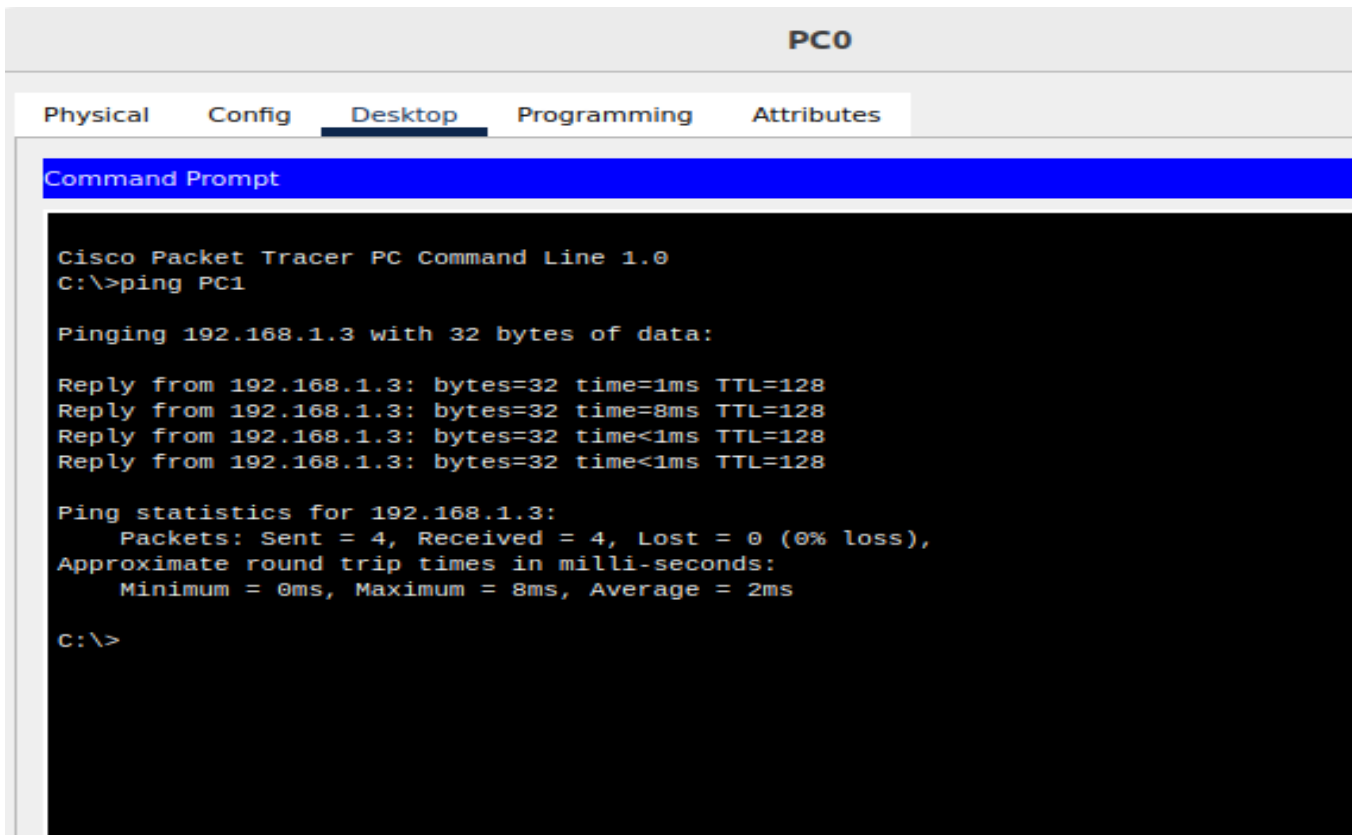 PC0
Physical Config Desktop Programming Attributes
Command Prompt
Cisco Packet Tracer PC Command Line 1.0
C:\>ping PC1
Pinging 192.168.1.3 with 32 bytes of data:
Reply from 192.168.1.3: bytes=32 time=1ms TTL=128
Reply from 192.168.1.3: bytes=32 time=8ms TTL=128
Reply from 192.168.1.3: bytes=32 time<1ms TTL=128
Reply from 192.168.1.3: bytes=32 time<1ms TTL=128
Ping statistics for 192.168.1.3:
Packets: Sent = 4, Received = 4, Lost = 0 (0% loss),
Approximate round trip times in milli-seconds:
Minimum = 0ms, Maximum = 8ms, Average = 2ms
C:\>